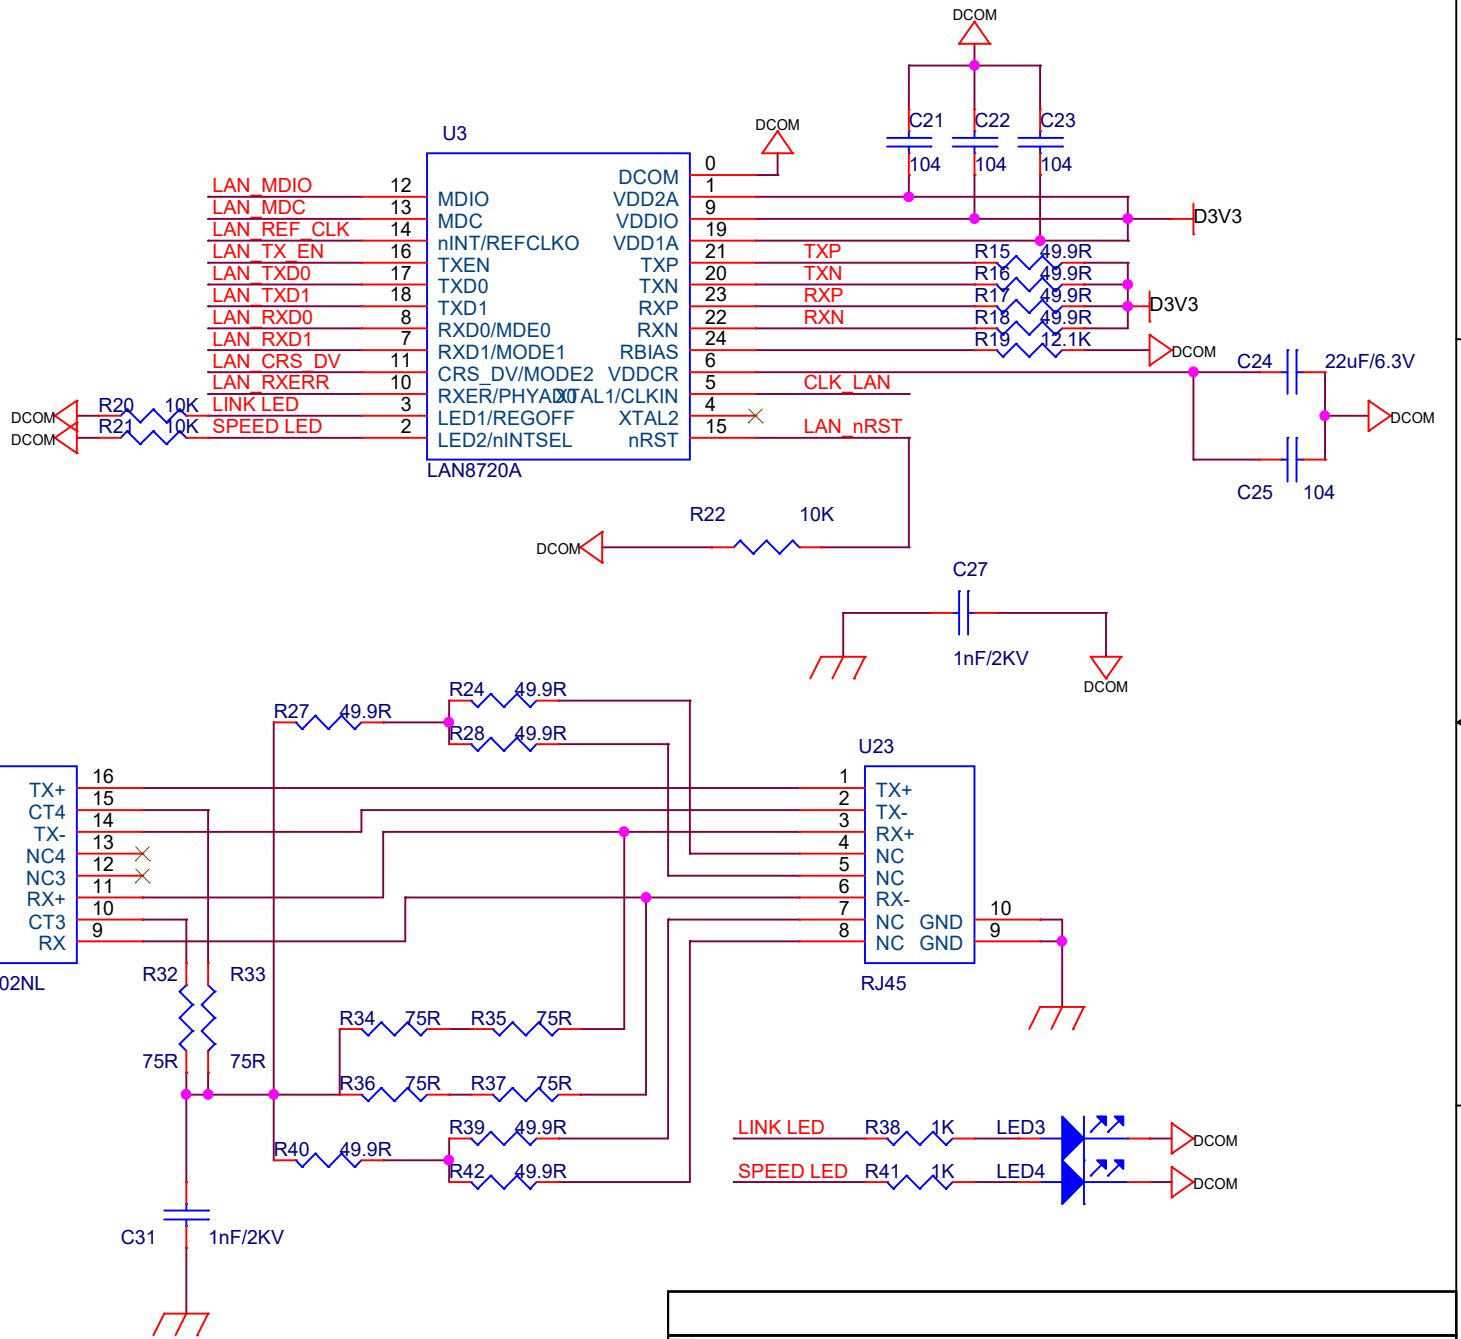 DCOM
C21 C22 C23
104 104 104
DCOM
U3
LAN_MDIO 12 MDIO DCOM 0
LAN_MDC 13 MDC VDD2A 1
LAN_REF_CLK 14 nINT/REFCLKO VDDIO 9 D3V3
LAN_TX_EN 16 TXEN VDD1A 19
LAN_TXD0 17 TXD0 TXP 21 TXP R15 49.9R
LAN_TXD1 18 TXD1 TXN 20 TXN R16 49.9R
LAN_RXD0 8 RXD0/MDE0 RXP 23 RXP R17 49.9R D3V3
LAN_RXD1 7 RXD1/MODE1 RXN 22 RXN R18 49.9R
LAN_CRS_DV 11 CRS_DV/MODE2 RBIAS 24 R19 12.1K DCOM
LAN_RXERR 10 RXER/PHYAD0 VDDCR 6 C24 22uF/6.3V
XTAL1/CLKIN 5 CLK_LAN
DCOM R20 10K LINK LED 3 LED1/REGOFF XTAL2 4 DCOM
DCOM R21 10K SPEED LED 2 LED2/nINTSEL nRST 15 LAN_nRST
LAN8720A
C25 104
R22 10K
DCOM
C27
1nF/2KV
DCOM
R24 49.9R
R27 49.9R
R28 49.9R
U23
TX+ 16 1 TX+
CT4 15 2 TX-
TX- 14 3 RX+
NC4 13 4 NC
NC3 12 5 NC
RX+ 11 6 RX-
CT3 10 7 NC GND 10
RX 9 8 NC GND 9
02NL
R32 R33
RJ45
R34 75R R35 75R
75R 75R
R36 75R R37 75R
R39 49.9R
R40 49.9R
R42 49.9R
LINK LED R38 1K LED3 DCOM
SPEED LED R41 1K LED4 DCOM
C31 1nF/2KV